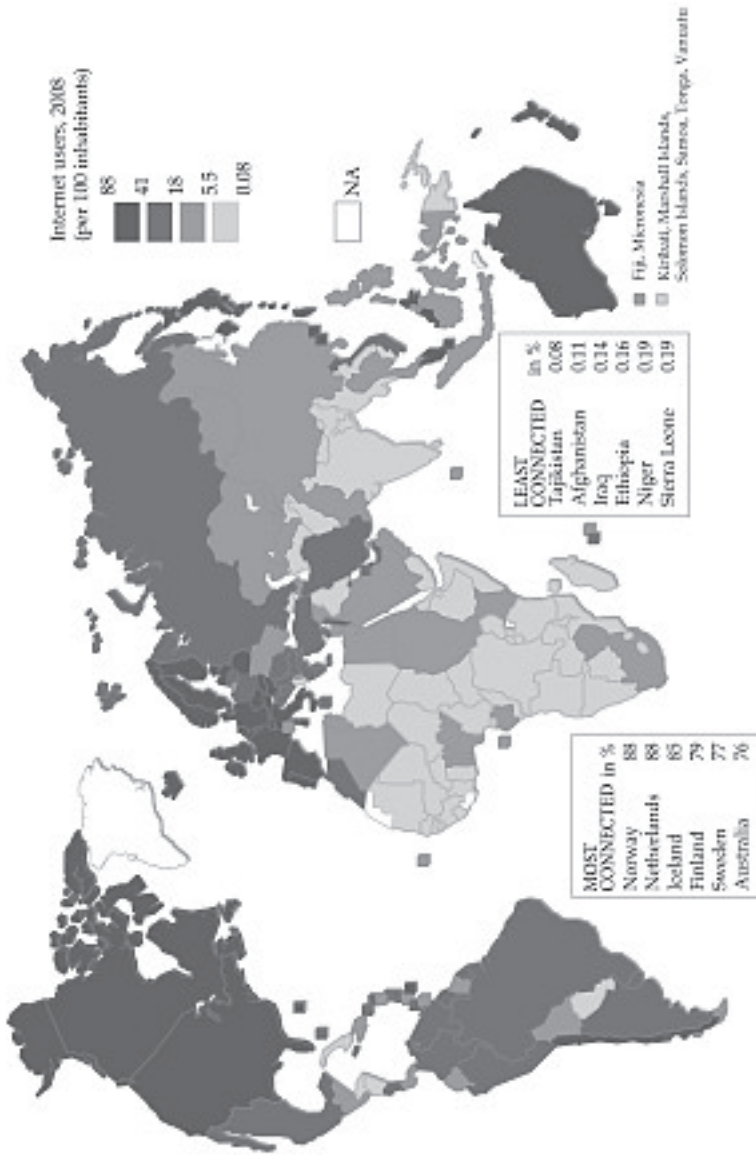 Internet users, 2008
(per 100 inhabitants)
88
41
18
5.5
0.08
NA
Fiji, Micronesia
Kiribati, Marshall Islands,
Solomon Islands, Samoa, Tonga, Vanuatu
LEAST
CONNECTED in %
Tajikistan 0.08
Afghanistan 0.11
Iraq 0.14
Ethiopia 0.16
Niger 0.19
Sierra Leone 0.19
MOST
CONNECTED in %
Norway 88
Netherlands 88
Iceland 85
Finland 79
Sweden 77
Australia 76